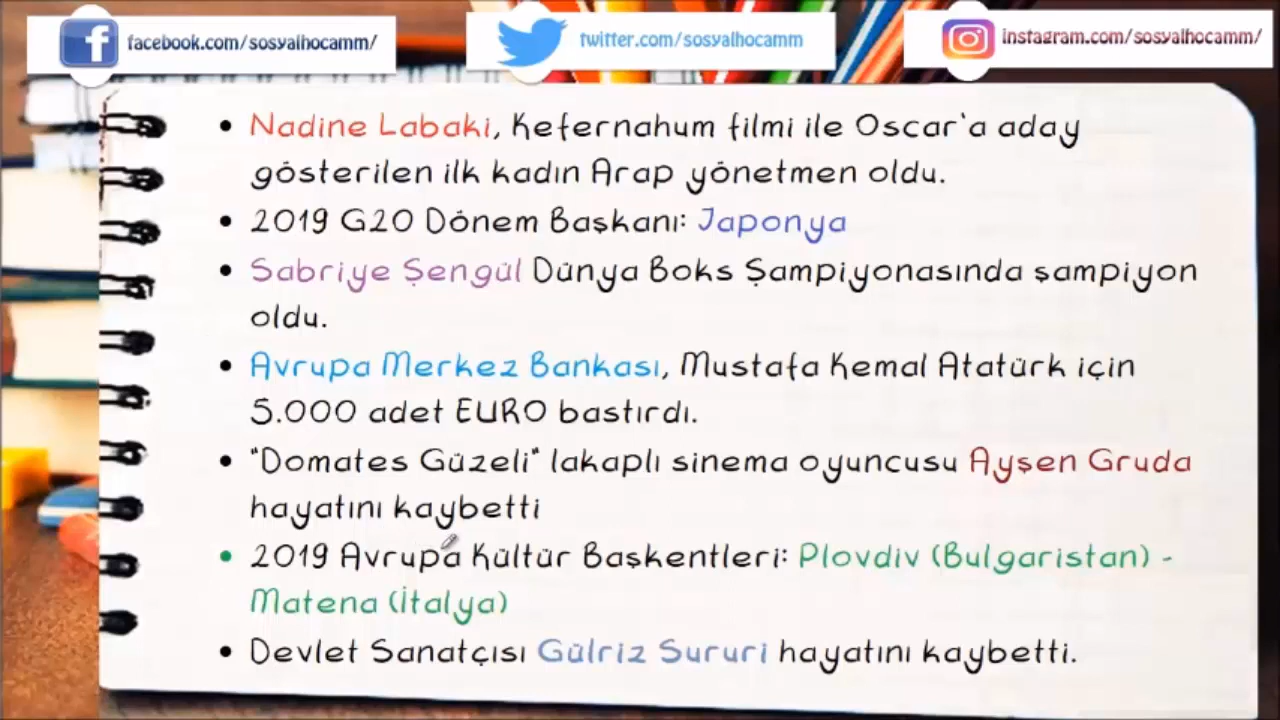 facebook.com/sosyalhocamm/
twitter.com/sosyalhocamm
instagram.com/sosyalhocamm/
• Nadine Labaki, Kefernahum filmi ile Oscar'a aday
gösterilen ilk kadın Arap yönetmen oldu.
• 2019 G20 Dönem Başkanı: Japonya
• Sabriye Şengül Dünya Boks Şampiyonasında şampiyon
oldu.
• Avrupa Merkez Bankası, Mustafa Kemal Atatürk için
5.000 adet EURO bastırdı.
• "Domates Güzeli" lakaplı sinema oyuncusu Ayşen Gruda
hayatını kaybetti
• 2019 Avrupa Kültür Başkentleri: Plovdiv (Bulgaristan) -
Matena (İtalya)
• Devlet Sanatçısı Gülriz Sururi hayatını kaybetti.